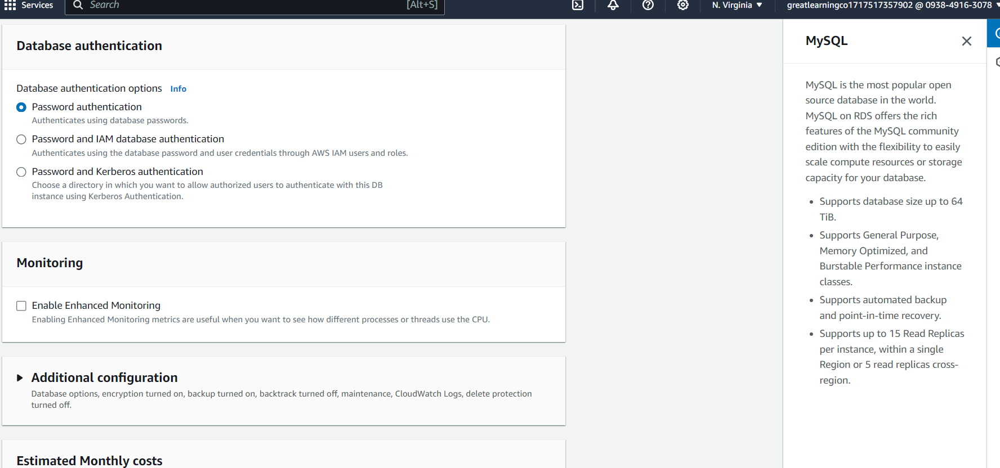 Services
Search
[Alt+S]
N. Virginia
greatlearningco1717517357902 @ 0938-4916-3078
Database authentication
Database authentication options Info
Password authentication
Authenticates using database passwords.
Password and IAM database authentication
Authenticates using the database password and user credentials through AWS IAM users and roles.
Password and Kerberos authentication
Choose a directory in which you want to allow authorized users to authenticate with this DB
instance using Kerberos Authentication.
Monitoring
Enable Enhanced Monitoring
Enabling Enhanced Monitoring metrics are useful when you want to see how different processes or threads use the CPU.
Additional configuration
Database options, encryption turned on, backup turned on, backtrack turned off, maintenance, CloudWatch Logs, delete protection
turned off.
Estimated Monthly costs
MySQL
MySQL is the most popular open
source database in the world.
MySQL on RDS offers the rich
features of the MySQL community
edition with the flexibility to easily
scale compute resources or storage
capacity for your database.
• Supports database size up to 64
TiB.
• Supports General Purpose,
Memory Optimized, and
Burstable Performance instance
classes.
• Supports automated backup
and point-in-time recovery.
• Supports up to 15 Read Replicas
per instance, within a single
Region or 5 read replicas cross-
region.